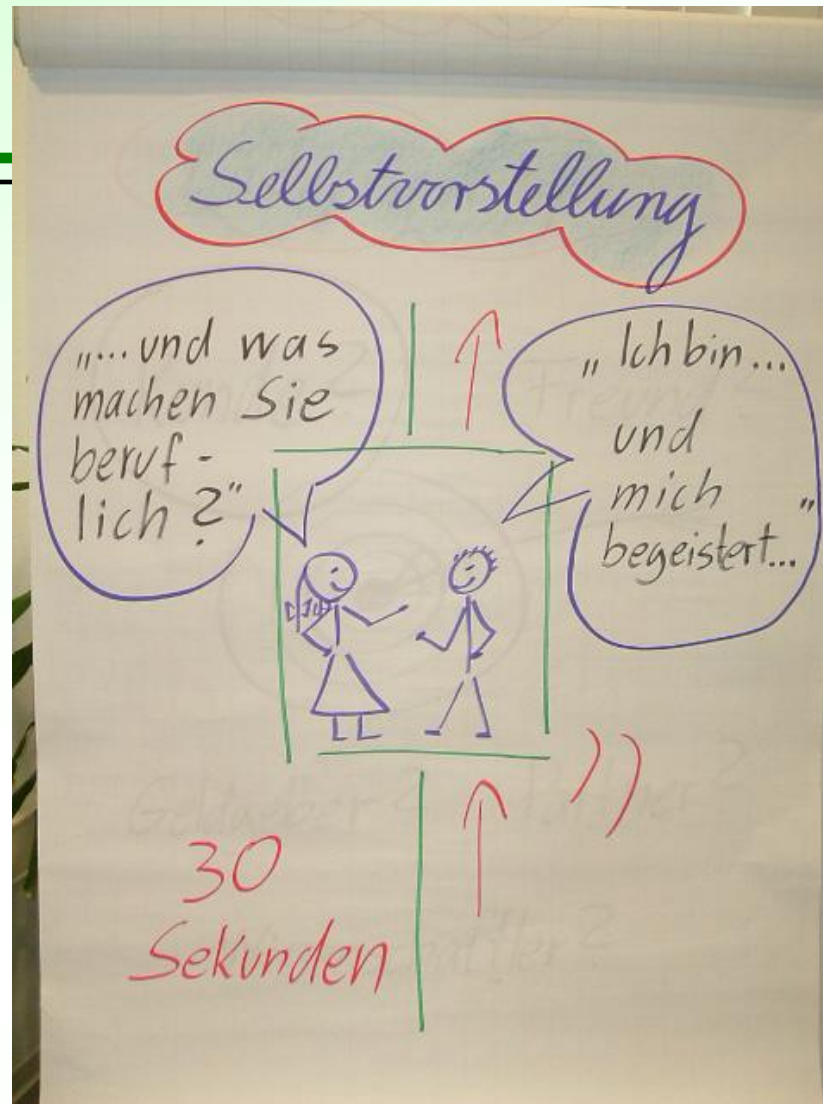 Selbstvorstellung
„... und was
machen Sie
beruf-
lich?"
„Ich bin...
und
mich
begeistert..."
30
Sekunden